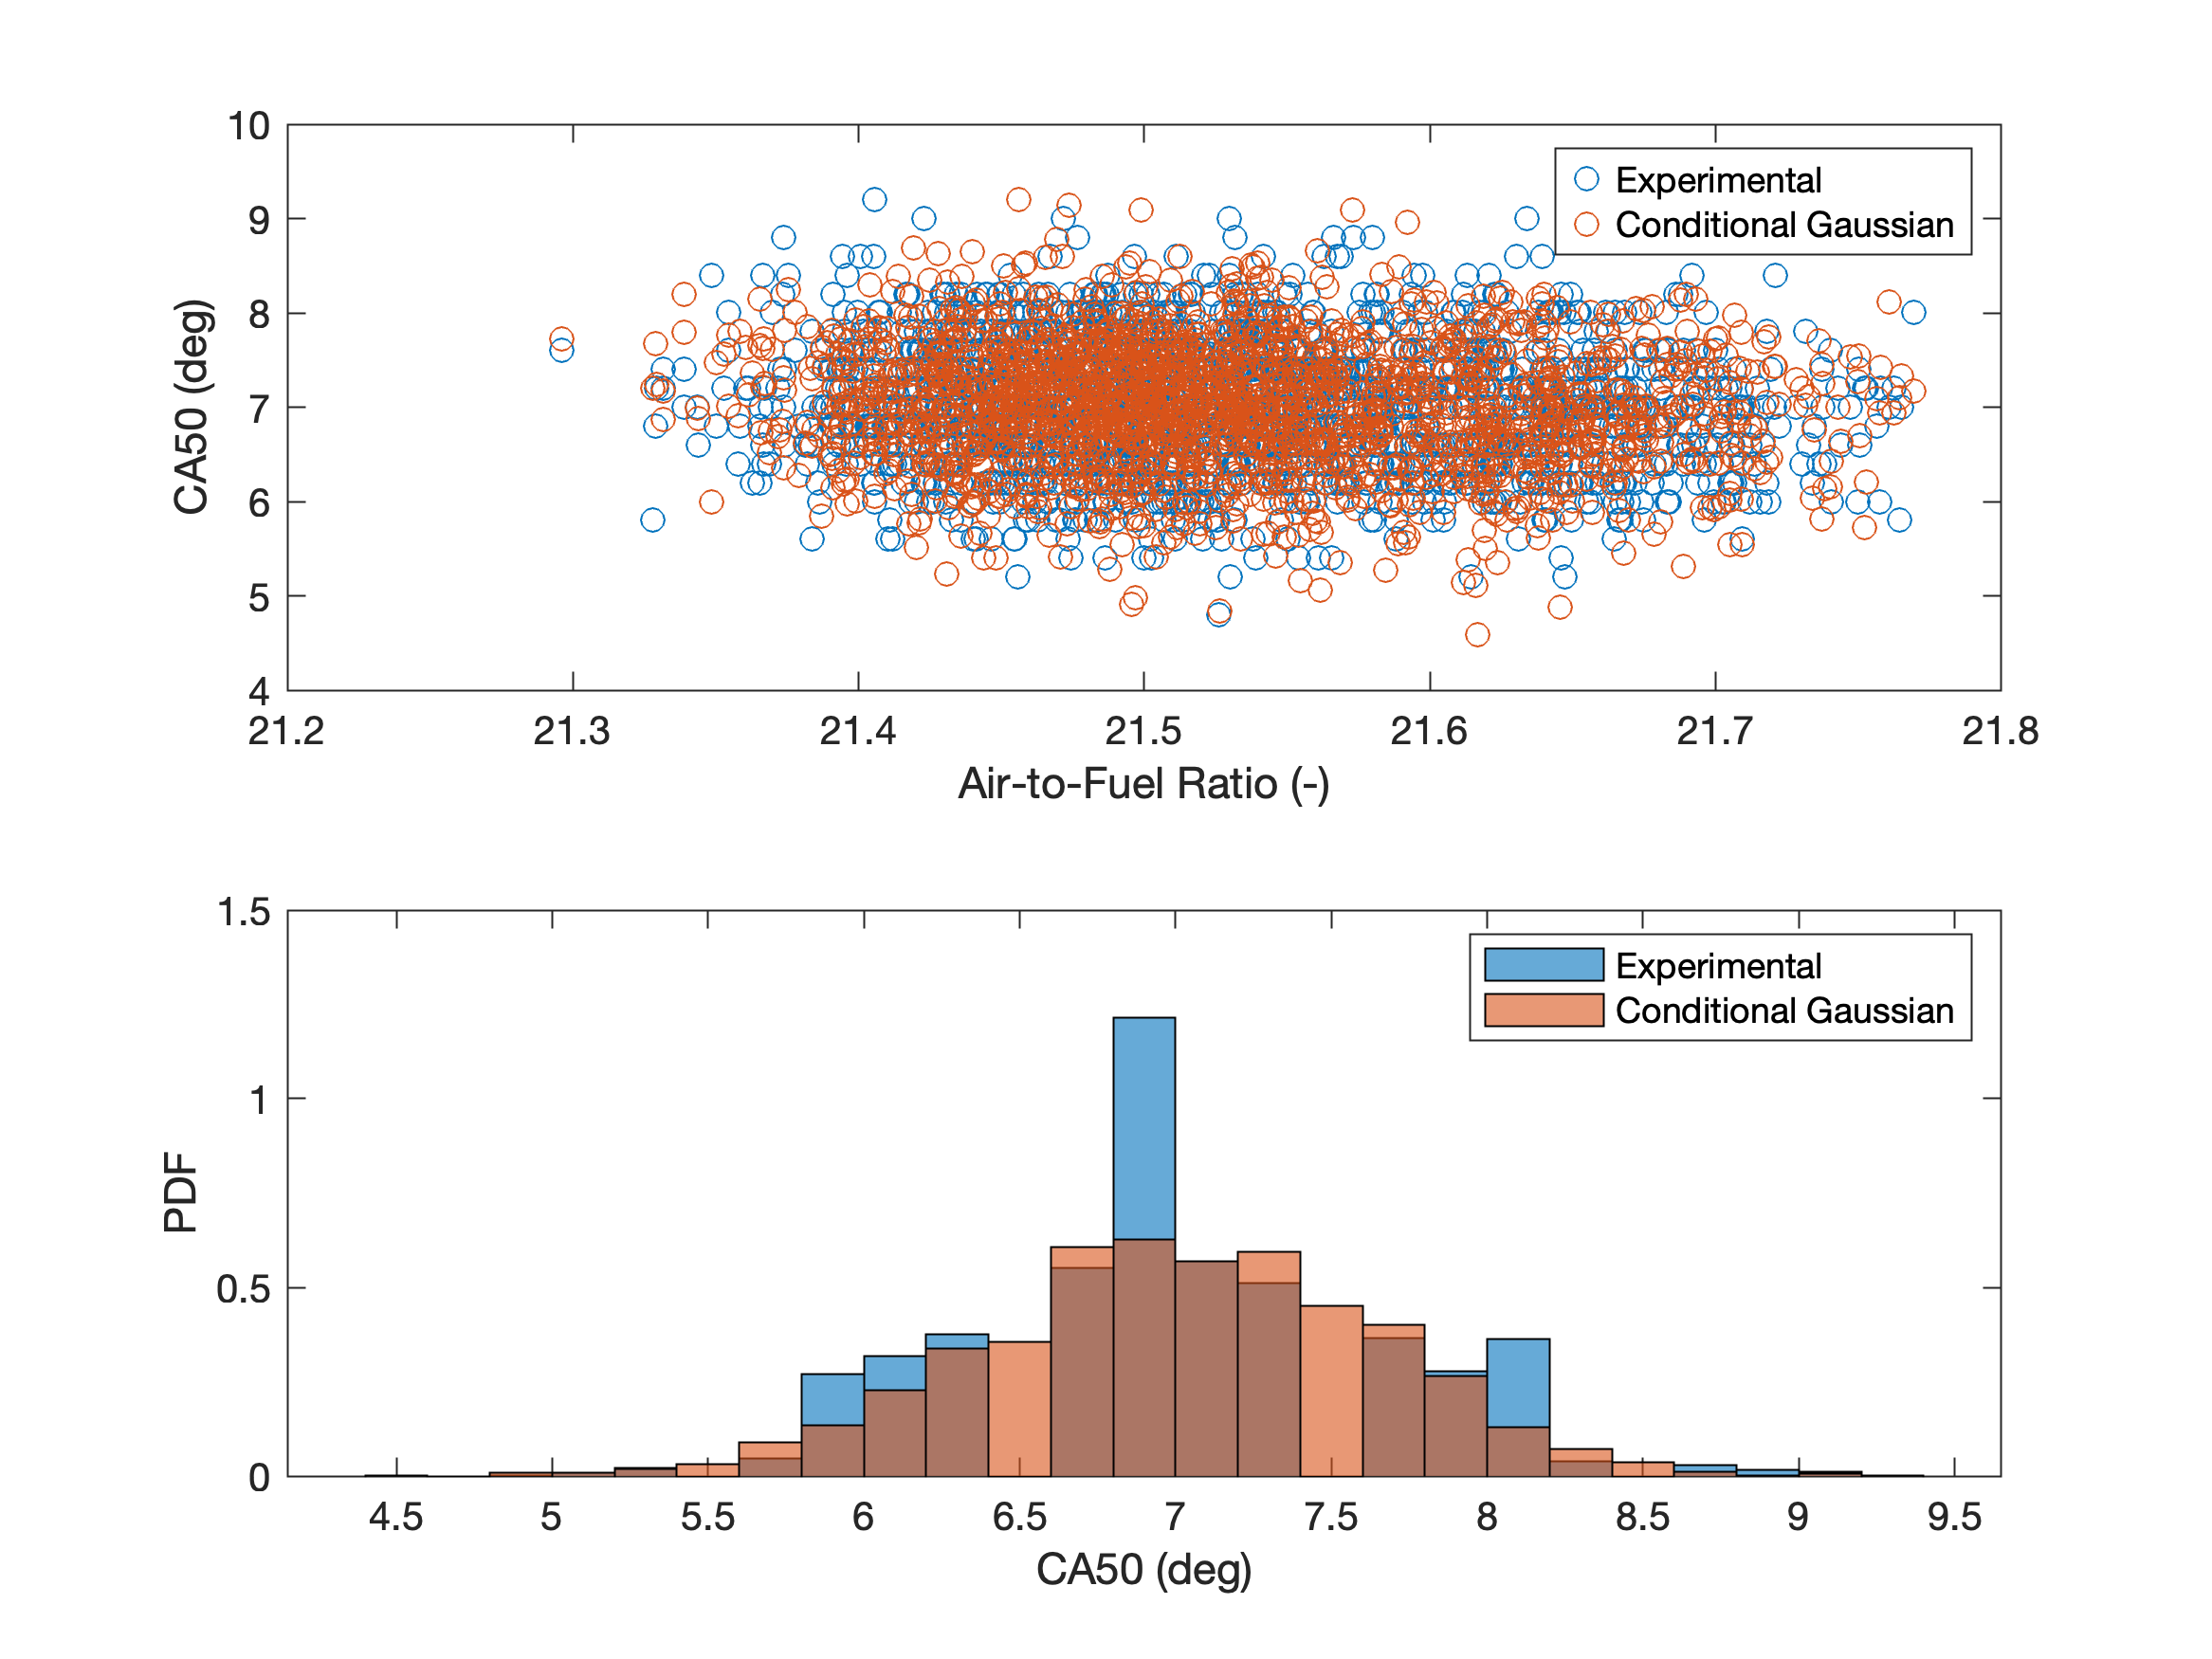 10
9
8
7
6
5
4
CA50 (deg)
Experimental
Conditional Gaussian
21.2 21.3 21.4 21.5 21.6 21.7 21.8
Air-to-Fuel Ratio (-)
1.5
1
0.5
0
PDF
Experimental
Conditional Gaussian
4.5 5 5.5 6 6.5 7 7.5 8 8.5 9 9.5
CA50 (deg)